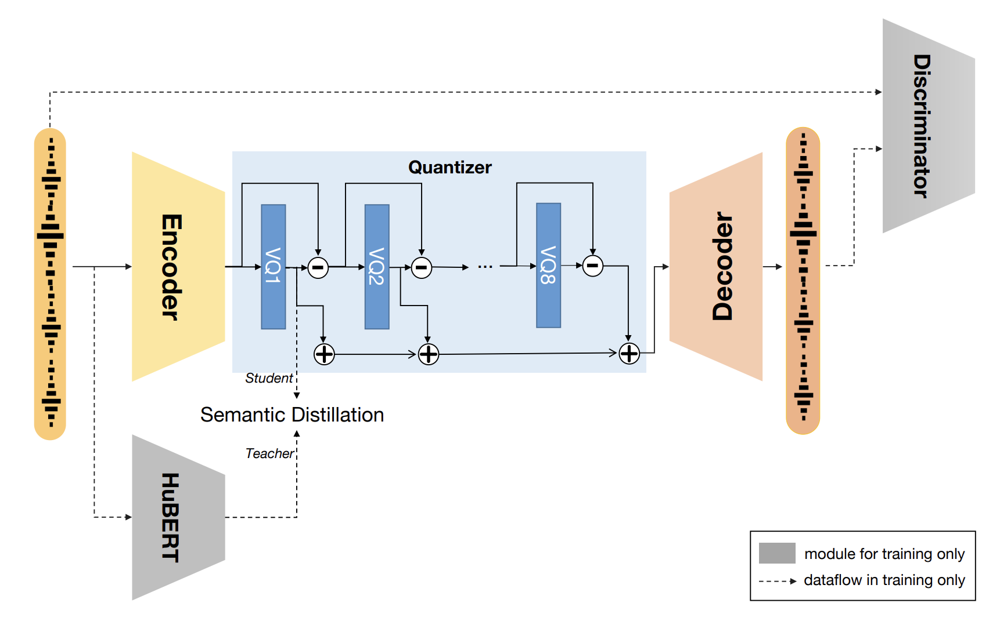 Discriminator
Quantizer
Encoder
VQ1
VQ2
...
VQ8
Decoder
Student
Semantic Distillation
Teacher
HuBERT
module for training only
dataflow in training only